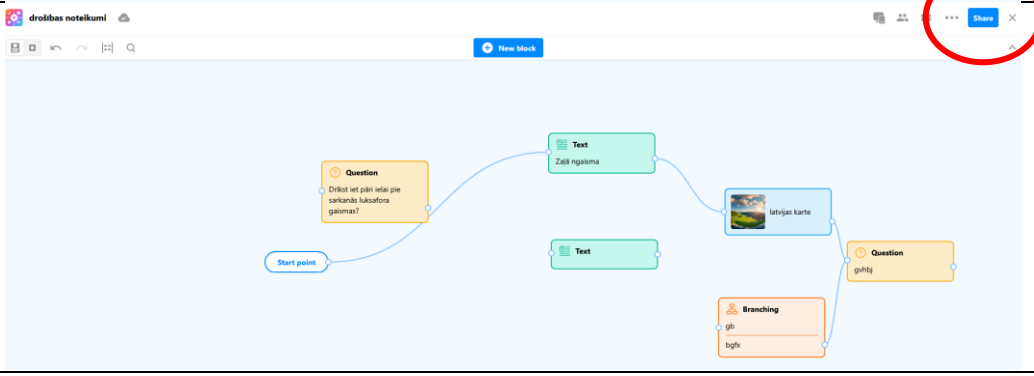 drošības noteikumi
Share
New block
Text
Zaļā ngaisma
Question
Drīkst iet pāri ielai pie
sarkanās luksafora
gaismas?
latvijas karte
Start point
Text
Question
gvhbj
Branching
gb
bgfx